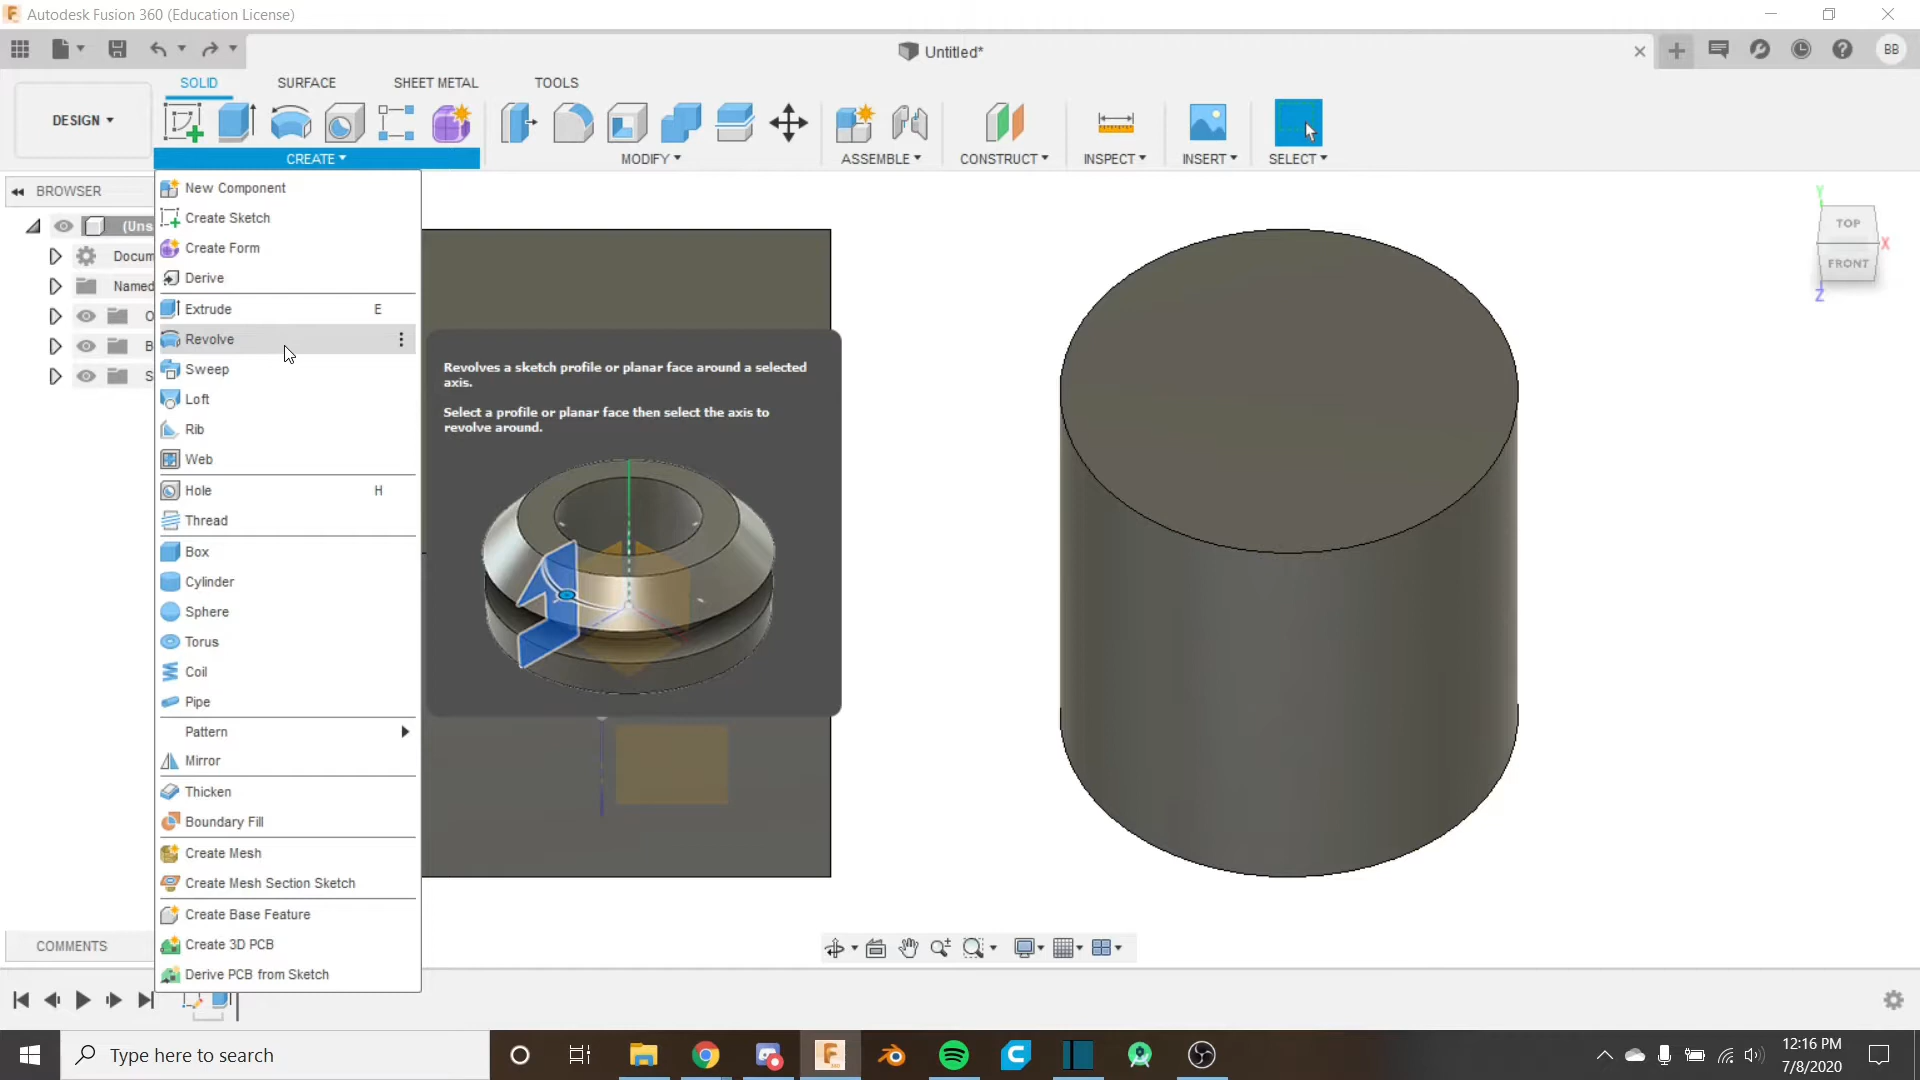 Autodesk Fusion 360 (Education License)
Untitled*
BB
SOLID
SURFACE
SHEET METAL
TOOLS
DESIGN
CREATE
MODIFY
ASSEMBLE
CONSTRUCT
INSPECT
INSERT
SELECT
BROWSER
(Uns
Docum
Named
O
B
S
New Component
Create Sketch
Create Form
Derive
Extrude E
Revolve
Sweep
Loft
Rib
Web
Hole H
Thread
Box
Cylinder
Sphere
Torus
Coil
Pipe
Pattern
Mirror
Thicken
Boundary Fill
Create Mesh
Create Mesh Section Sketch
Create Base Feature
Create 3D PCB
Derive PCB from Sketch
Revolves a sketch profile or planar face around a selected
axis.
Select a profile or planar face then select the axis to
revolve around.
Y
TOP
X
FRONT
Z
COMMENTS
Type here to search
12:16 PM
7/8/2020